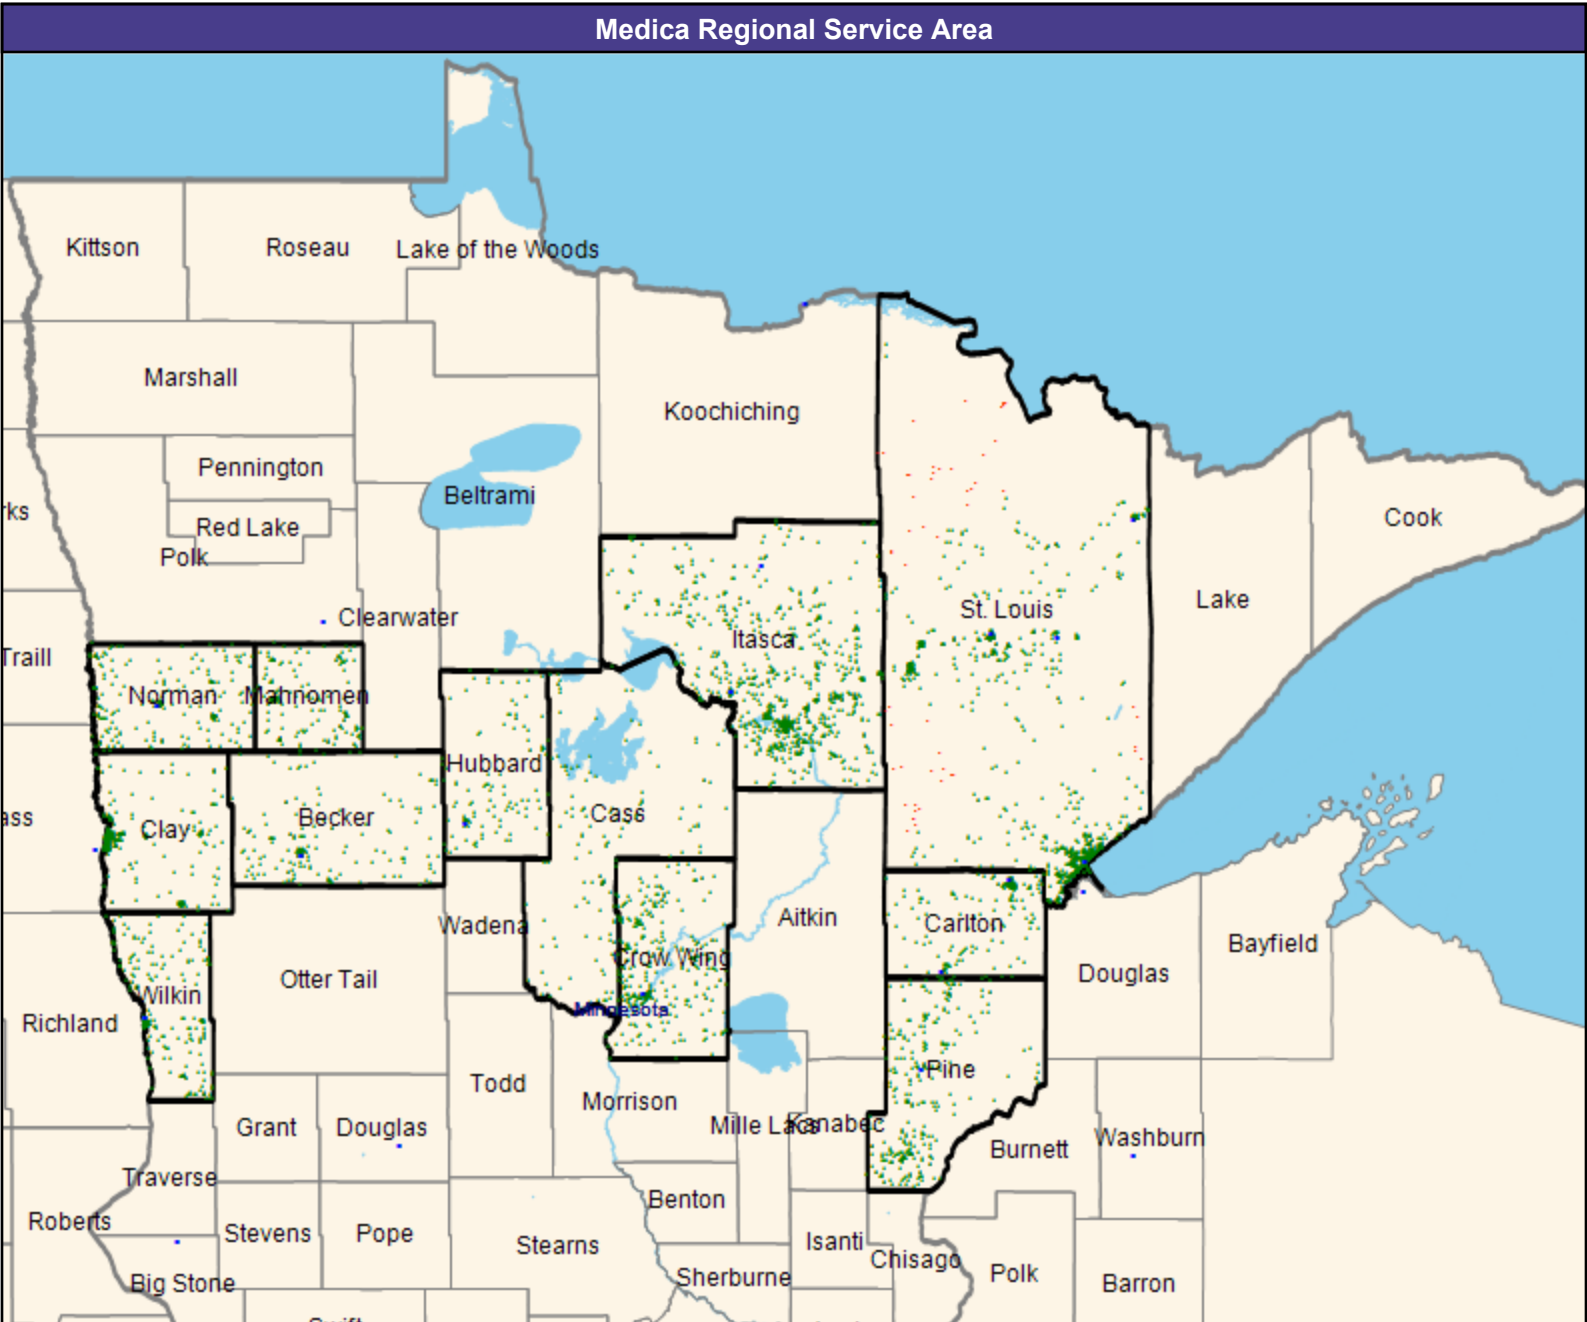 Medica Regional Service Area
Kittson
Roseau
Lake of the Woods
Marshall
Koochiching
Pennington
Beltrami
rks
Red Lake
Cook
Polk
Lake
St. Louis
Clearwater
Itasca
Traill
Norman
Mahnomen
Hubbard
Cass
ass
Clay
Becker
Aitkin
Carlton
Wadena
Bayfield
Crow Wing
Douglas
Otter Tail
Wilkin
Minnesota
Richland
Pine
Todd
Morrison
Grant
Douglas
Mille Lacs
Kanabec
Washburn
Burnett
Traverse
Benton
Roberts
Stevens
Pope
Isanti
Stearns
Chisago
Polk
Sherburne
Big Stone
Barron
Swift